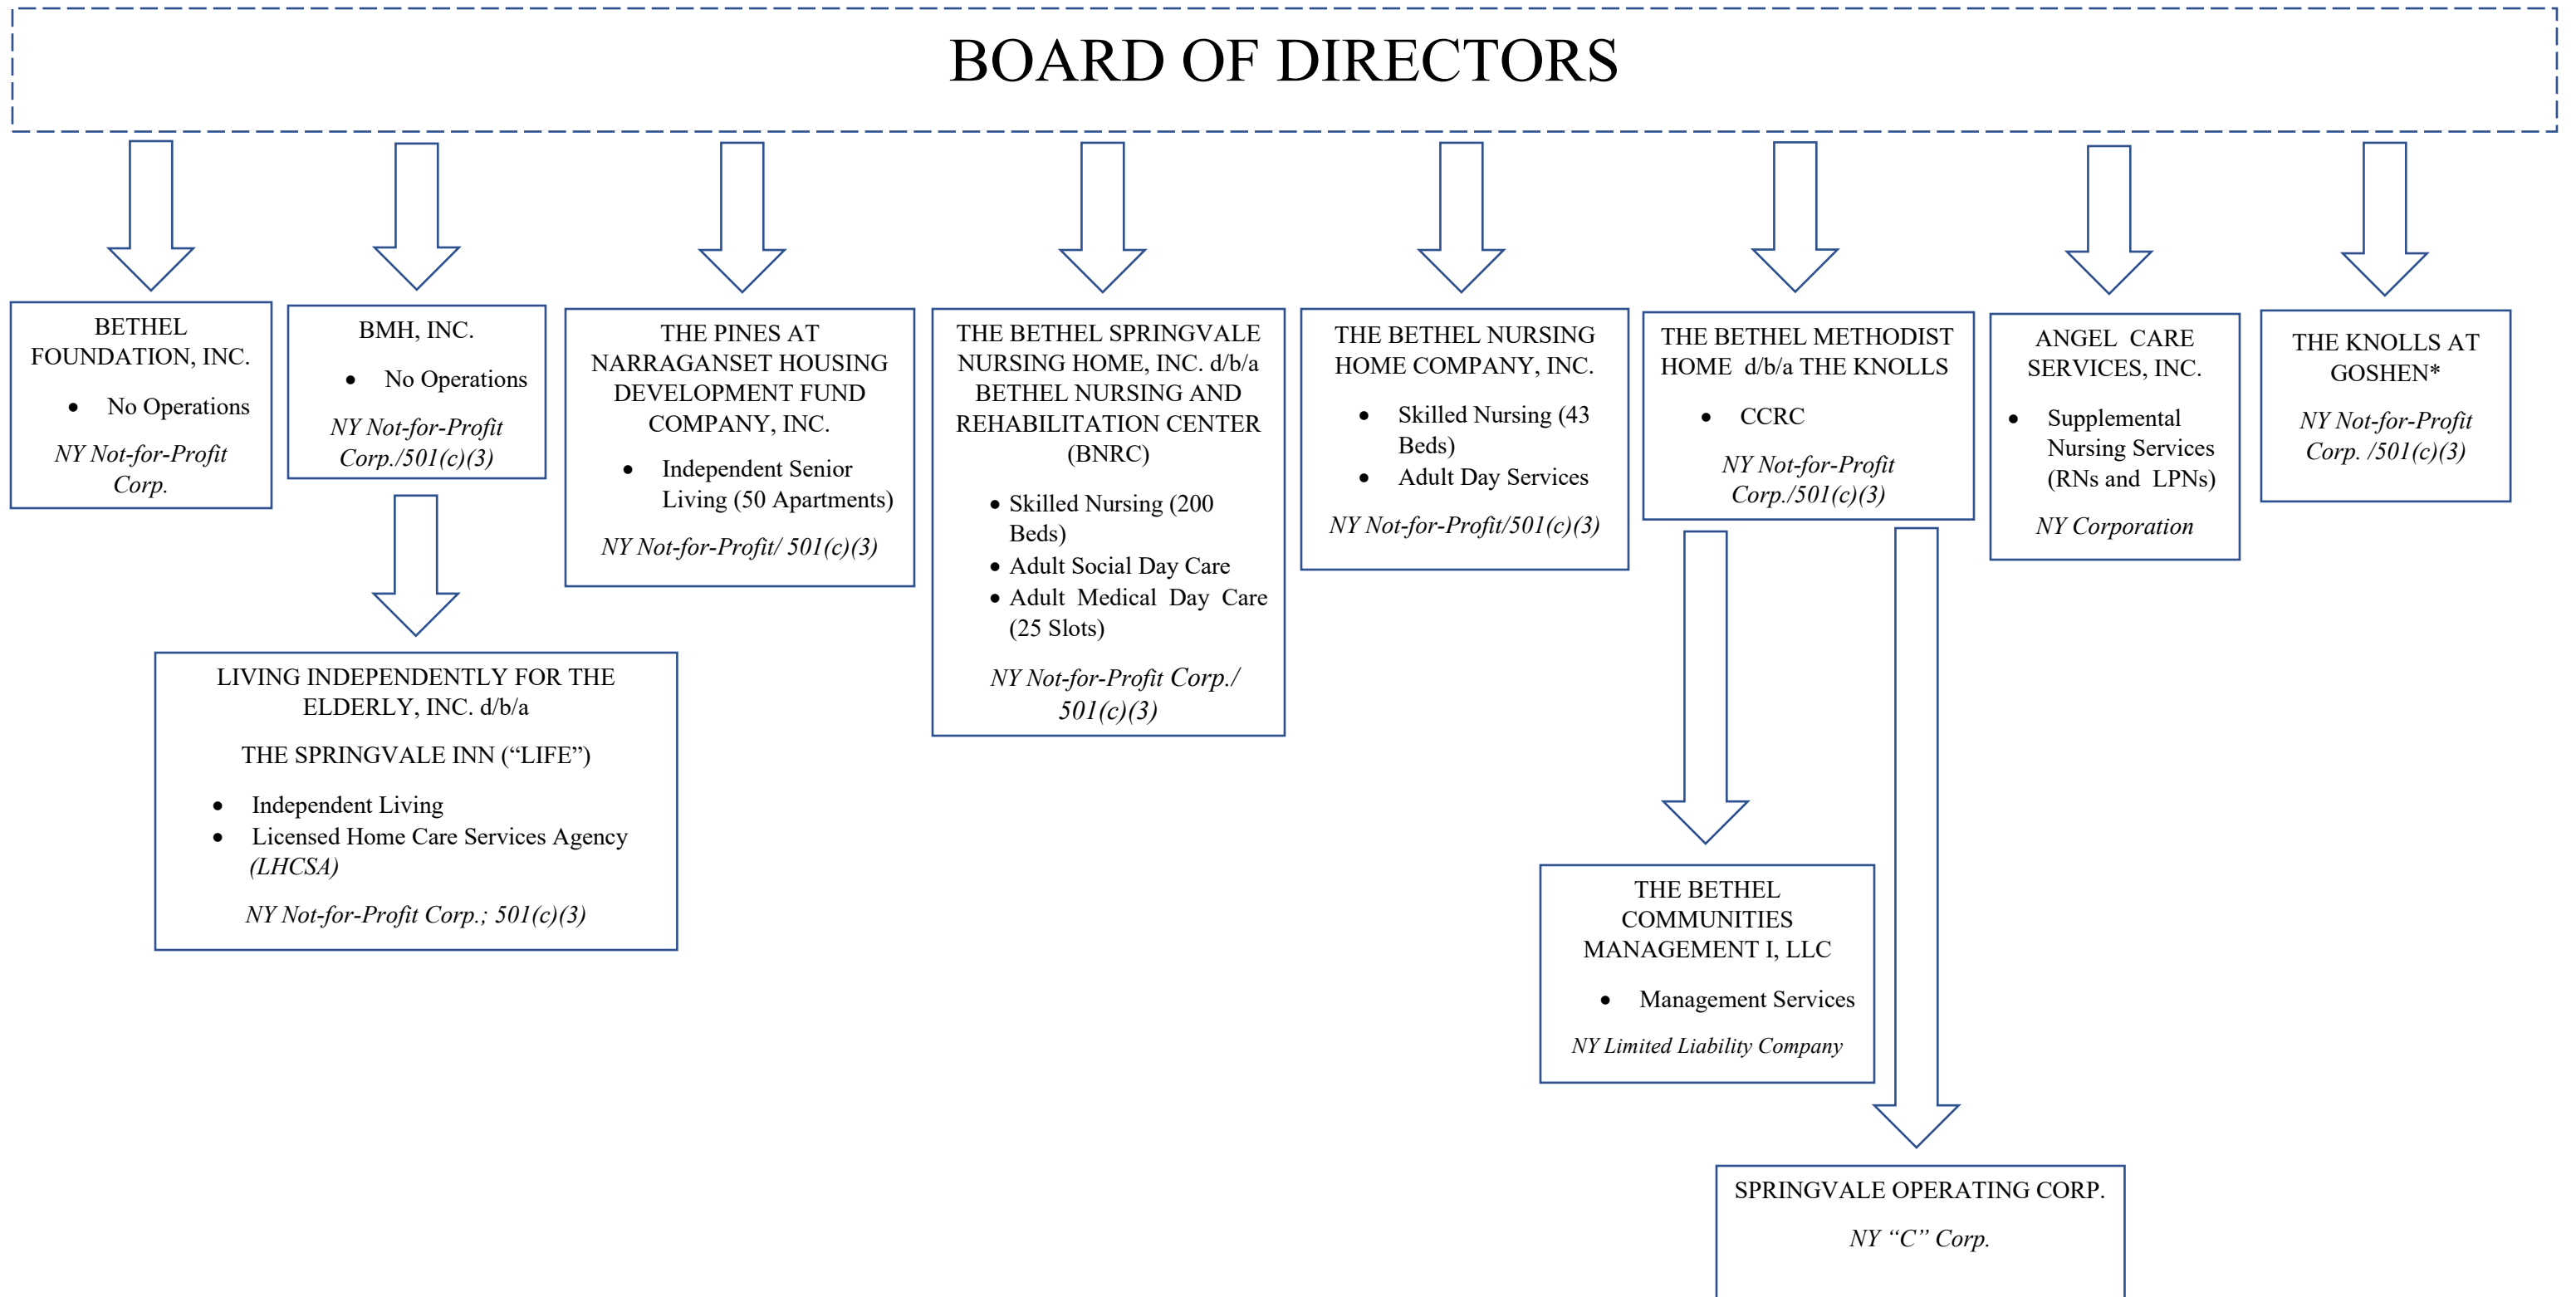 BOARD OF DIRECTORS
BETHEL
FOUNDATION, INC.
• No Operations
NY Not-for-Profit
Corp.
BMH, INC.
• No Operations
NY Not-for-Profit
Corp./501(c)(3)
THE PINES AT
NARRAGANSET HOUSING
DEVELOPMENT FUND
COMPANY, INC.
• Independent Senior
Living (50 Apartments)
NY Not-for-Profit/ 501(c)(3)
THE BETHEL SPRINGVALE
NURSING HOME, INC. d/b/a
BETHEL NURSING AND
REHABILITATION CENTER
(BNRC)
• Skilled Nursing (200
Beds)
• Adult Social Day Care
• Adult Medical Day Care
(25 Slots)
NY Not-for-Profit Corp./
501(c)(3)
THE BETHEL NURSING
HOME COMPANY, INC.
• Skilled Nursing (43
Beds)
• Adult Day Services
NY Not-for-Profit/501(c)(3)
THE BETHEL METHODIST
HOME d/b/a THE KNOLLS
• CCRC
NY Not-for-Profit
Corp./501(c)(3)
ANGEL CARE
SERVICES, INC.
• Supplemental
Nursing Services
(RNs and LPNs)
NY Corporation
THE KNOLLS AT
GOSHEN*
NY Not-for-Profit
Corp. /501(c)(3)
LIVING INDEPENDENTLY FOR THE
ELDERLY, INC. d/b/a
THE SPRINGVALE INN (“LIFE”)
• Independent Living
• Licensed Home Care Services Agency
(LHCSA)
NY Not-for-Profit Corp.; 501(c)(3)
THE BETHEL
COMMUNITIES
MANAGEMENT I, LLC
• Management Services
NY Limited Liability Company
SPRINGVALE OPERATING CORP.
NY “C” Corp.